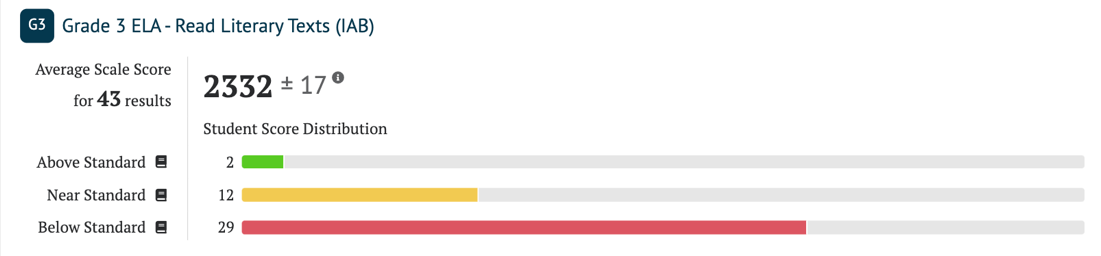 G3 Grade 3 ELA - Read Literary Texts (IAB)
Average Scale Score
for 43 results
2332 ± 17
Student Score Distribution
Above Standard 2
Near Standard 12
Below Standard 29